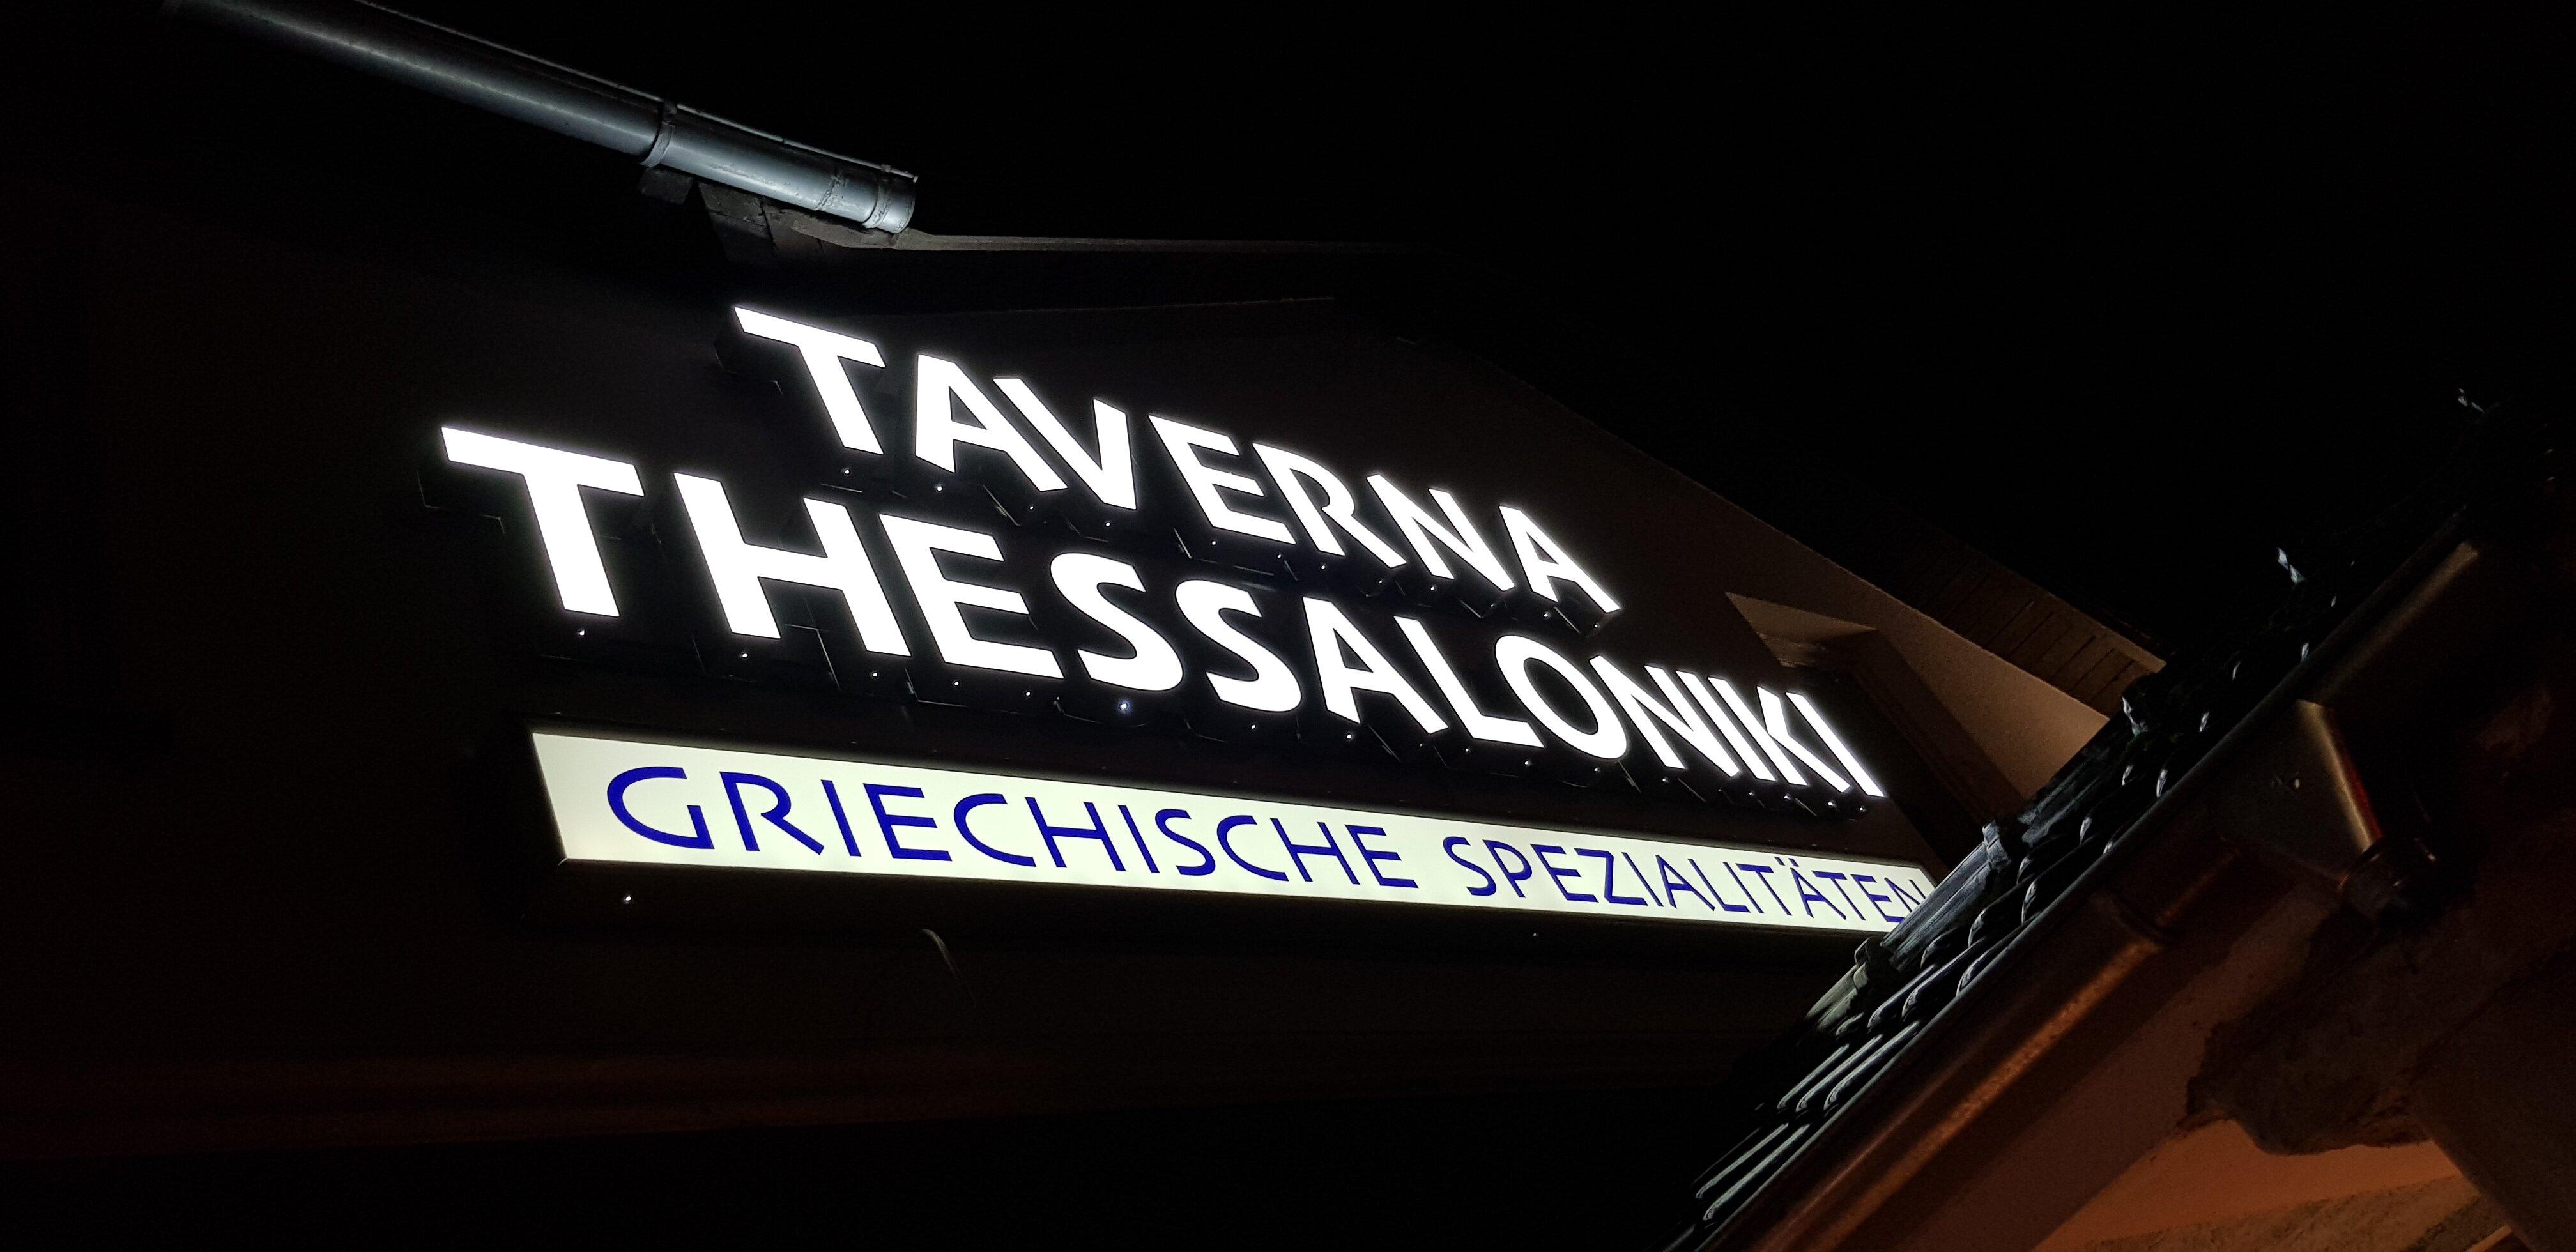 TAVERNA
THESSALONIKI
GRIECHISCHE SPEZIALITÄTEN